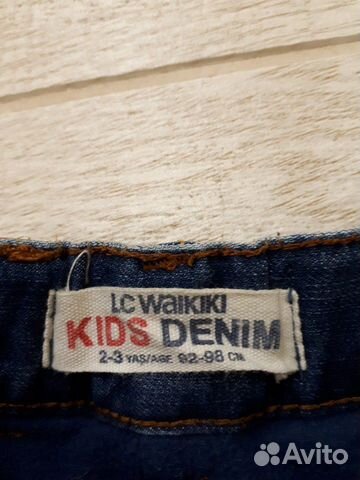 LC WAIKIKI
KIDS DENIM
2-3 YAŞ/AGE 92-98 CM
Avito